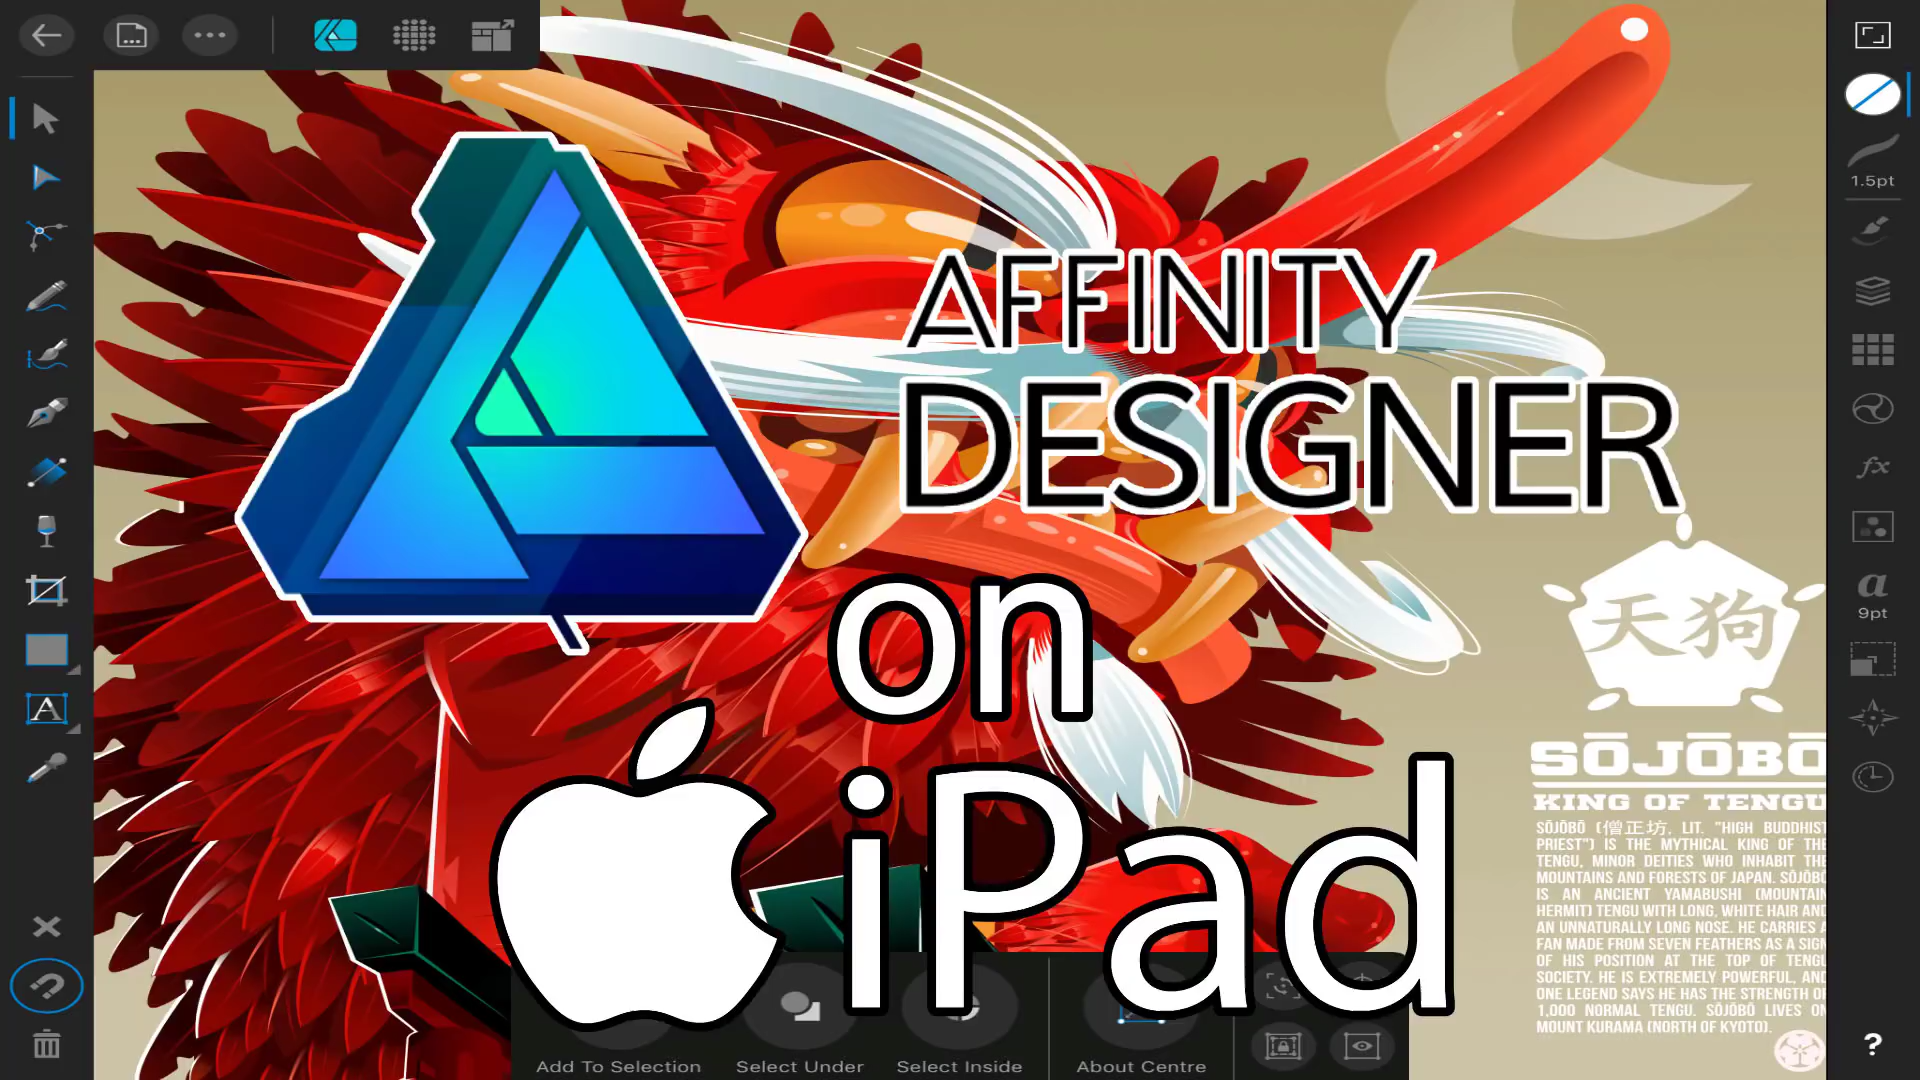 AFFINITY
DESIGNER
on
iPad
1.5pt
fx
a
9pt
A
天狗
SŌJŌBŌ
KING OF TENGU
SŌJŌBŌ (僧正坊, LIT. "HIGH BUDDHIST
PRIEST") IS THE MYTHICAL KING OF THE
TENGU, MINOR DEITIES WHO INHABIT THE
MOUNTAINS AND FORESTS OF JAPAN. SŌJŌBŌ
IS AN ANCIENT YAMABUSHI (MOUNTAIN
HERMIT) TENGU WITH LONG, WHITE HAIR AND
AN UNNATURALLY LONG NOSE. HE CARRIES A
FAN MADE FROM SEVEN FEATHERS AS A SIGN
OF HIS POSITION AT THE TOP OF TENGU
SOCIETY. HE IS EXTREMELY POWERFUL, AND
ONE LEGEND SAYS HE HAS THE STRENGTH OF
1,000 NORMAL TENGU. SŌJŌBŌ LIVES ON
MOUNT KURAMA (NORTH OF KYOTO).
Add To Selection
Select Under
Select Inside
About Centre
?